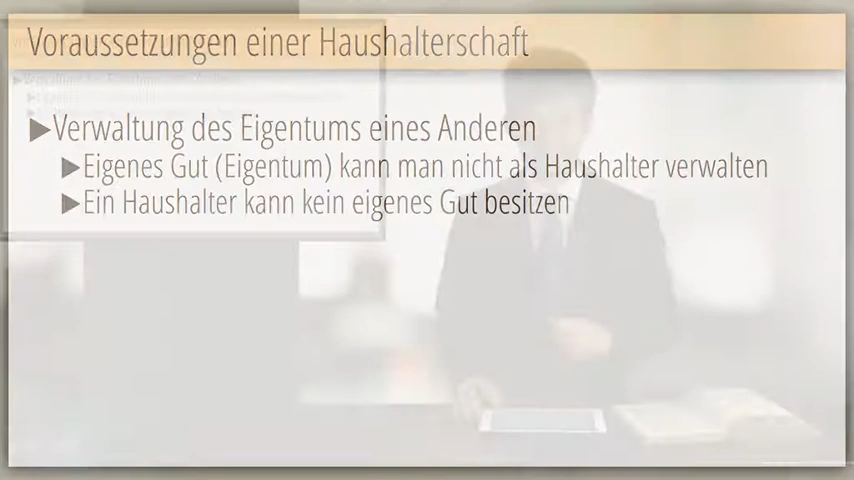 Voraussetzungen einer Haushalterschaft
▶Verwaltung des Eigentums eines Anderen
▶Eigenes Gut (Eigentum) kann man nicht als Haushalter verwalten
▶Ein Haushalter kann kein eigenes Gut besitzen